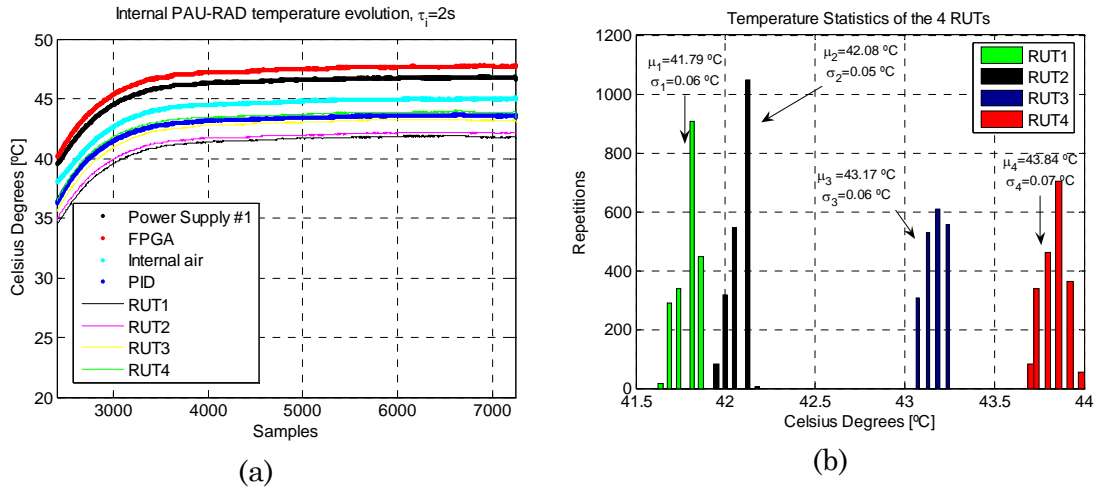 Internal PAU-RAD temperature evolution, τi=2s
50
45
40
35
30
25
20
Celsius Degrees [ºC]
Power Supply #1
FPGA
Internal air
PID
RUT1
RUT2
RUT3
RUT4
3000 4000 5000 6000 7000
Samples
(a)
Temperature Statistics of the 4 RUTs
1200
1000
800
600
400
200
0
Repetitions
μ1=41.79 ºC
σ1=0.06 ºC
μ2=42.08 ºC
σ2=0.05 ºC
μ3=43.17 ºC
σ3=0.06 ºC
μ4=43.84 ºC
σ4=0.07 ºC
RUT1
RUT2
RUT3
RUT4
41.5 42 42.5 43 43.5 44
Celsius Degrees [ºC]
(b)